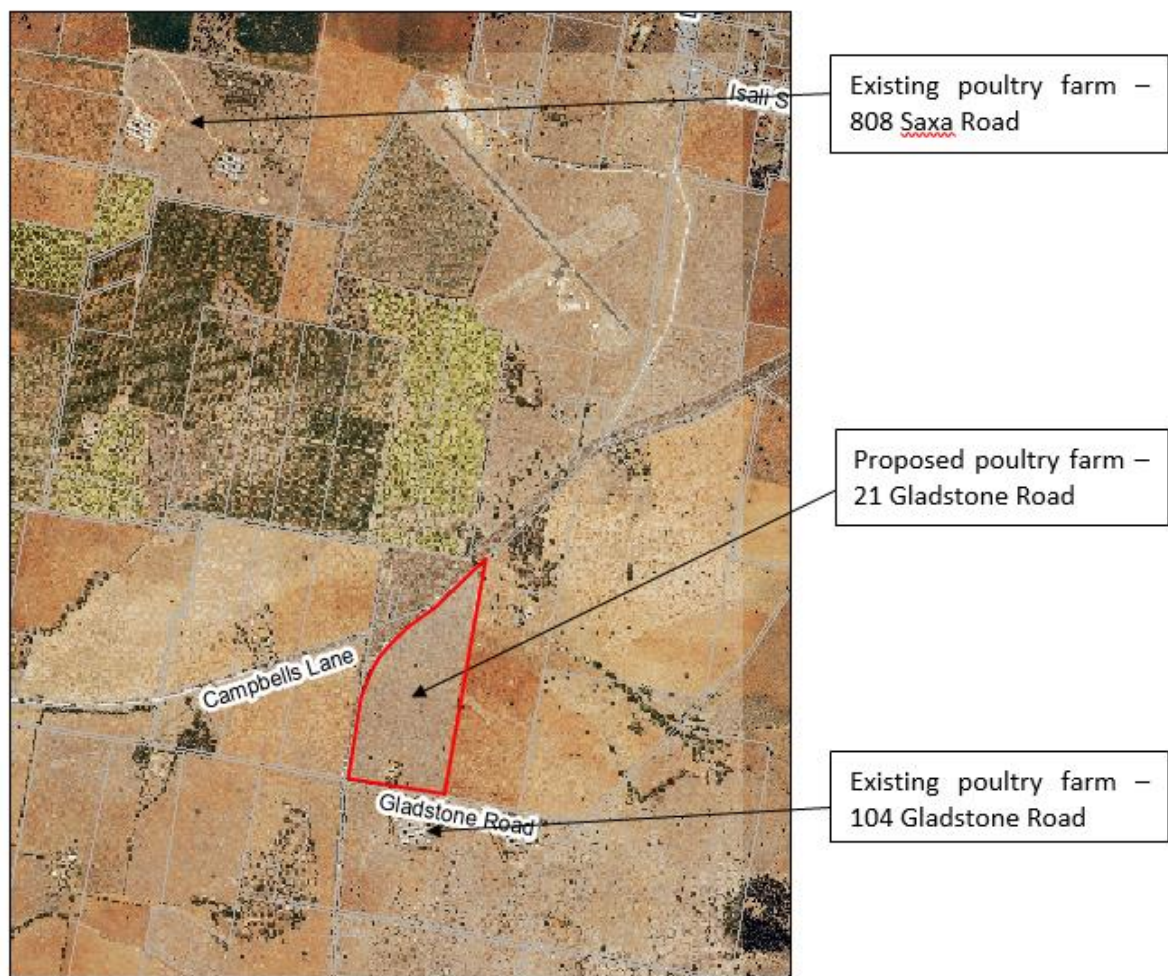 Isall S
Existing poultry farm –
808 Saxa Road
Proposed poultry farm –
21 Gladstone Road
Campbells Lane
Gladstone Road
Existing poultry farm –
104 Gladstone Road